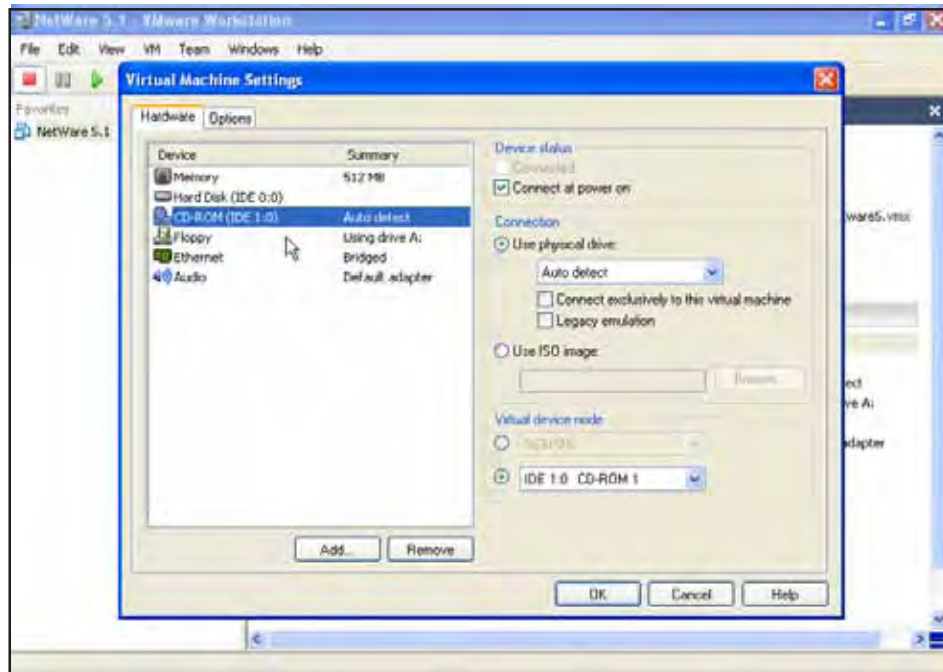 NetWare 5.1 - VMware Workstation
File Edit View VM Team Windows Help
Virtual Machine Settings
Favorites
NetWare 5.1
Hardware Options
Device Summary
Memory 512 MB
Hard Disk (IDE 0:0)
CD-ROM (IDE 1:0) Auto detect
Floppy Using drive A:
Ethernet Bridged
Audio Default adapter
Add... Remove
Device status
Connected
Connect at power on
Connection
Use physical drive:
Auto detect
Connect exclusively to this virtual machine
Legacy emulation
Use ISO image:
Browse...
Virtual device node
IDE 1:0 CD-ROM 1
OK Cancel Help
ware5.vmx
ect
ve A:
adapter